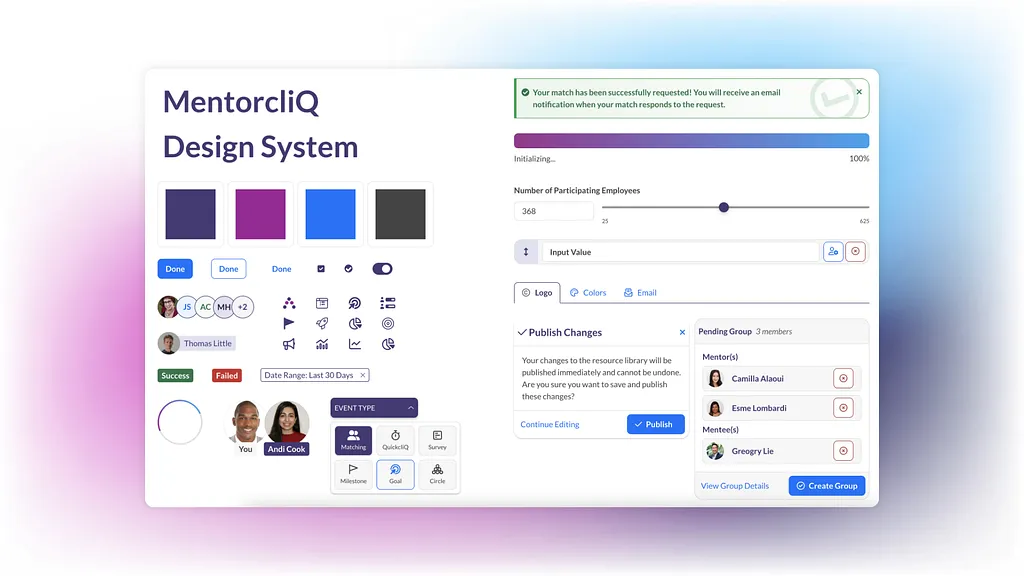 MentorcliQ
Design System
Done
Done
Done
JS
AC
MH
+2
Thomas Little
Success
Failed
Date Range: Last 30 Days
You
Andi Cook
EVENT TYPE
Matching
QuickcliQ
Survey
Milestone
Goal
Circle
Your match has been successfully requested! You will receive an email
notification when your match responds to the request.
Initializing...
100%
Number of Participating Employees
368
25
625
Input Value
Logo
Colors
Email
Publish Changes
Your changes to the resource library will be
published immediately and cannot be undone.
Are you sure you want to save and publish
these changes?
Continue Editing
Publish
Pending Group 3 members
Mentor(s)
Camilla Alaoui
Esme Lombardi
Mentee(s)
Greogry Lie
View Group Details
Create Group